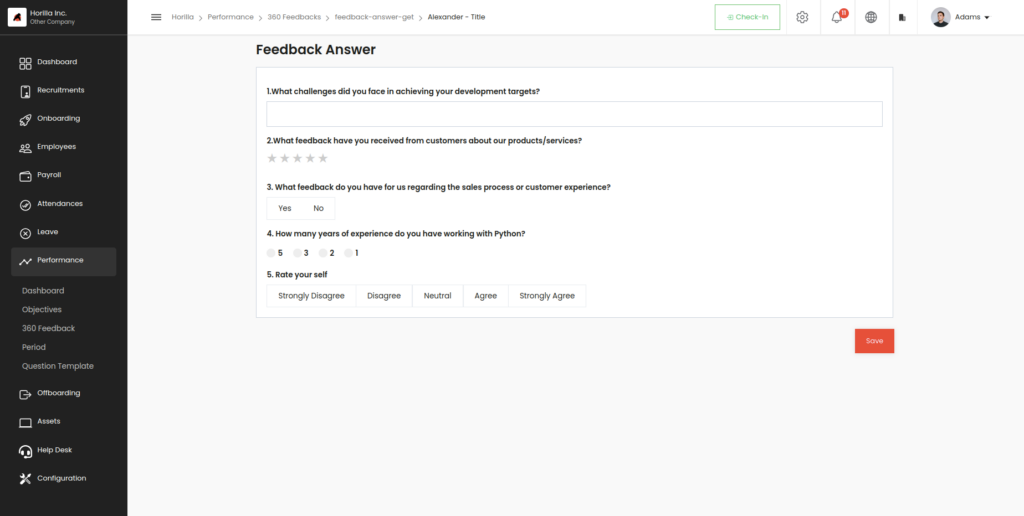 Horilla Inc.
Other Company
Horilla > Performance > 360 Feedbacks > feedback-answer-get > Alexander - Title
Check-In
Adams
Dashboard
Recruitments
Onboarding
Employees
Payroll
Attendances
Leave
Performance
Dashboard
Objectives
360 Feedback
Period
Question Template
Offboarding
Assets
Help Desk
Configuration
Feedback Answer
1.What challenges did you face in achieving your development targets?
2.What feedback have you received from customers about our products/services?
3. What feedback do you have for us regarding the sales process or customer experience?
Yes No
4. How many years of experience do you have working with Python?
5 3 2 1
5. Rate your self
Strongly Disagree Disagree Neutral Agree Strongly Agree
Save